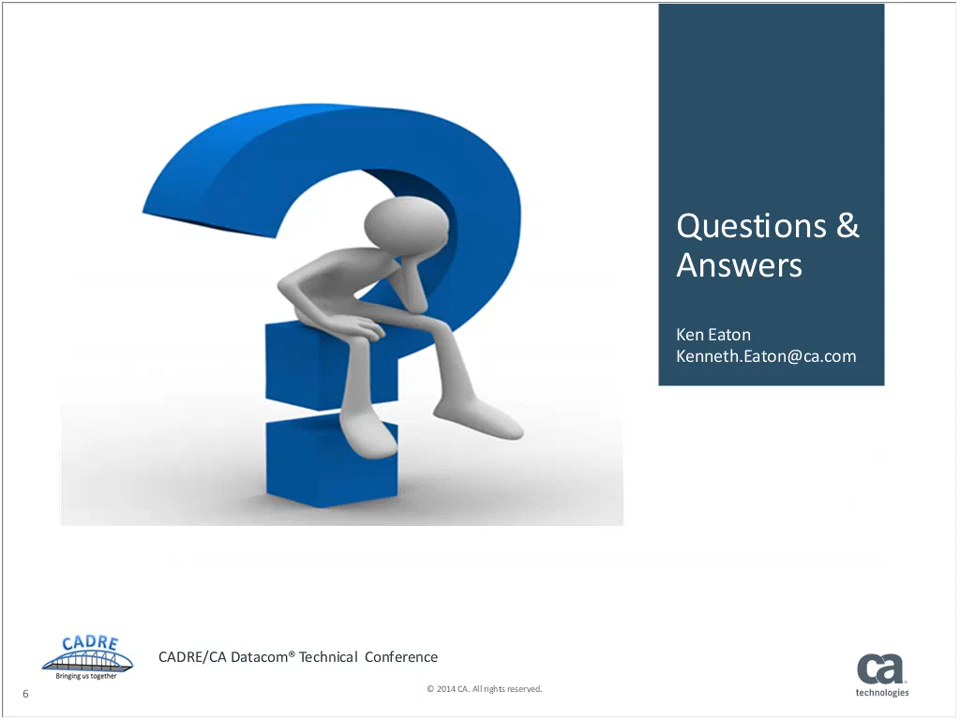 Questions &
Answers
Ken Eaton
Kenneth.Eaton@ca.com
CADRE
Bringing us together
CADRE/CA Datacom® Technical Conference
ca
technologies
6
© 2014 CA. All rights reserved.